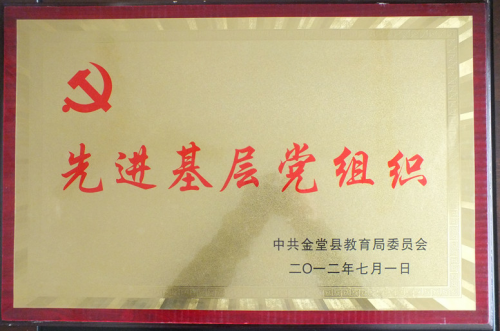 先进基层党组织
中共金堂县教育局委员会
二〇一二年七月一日